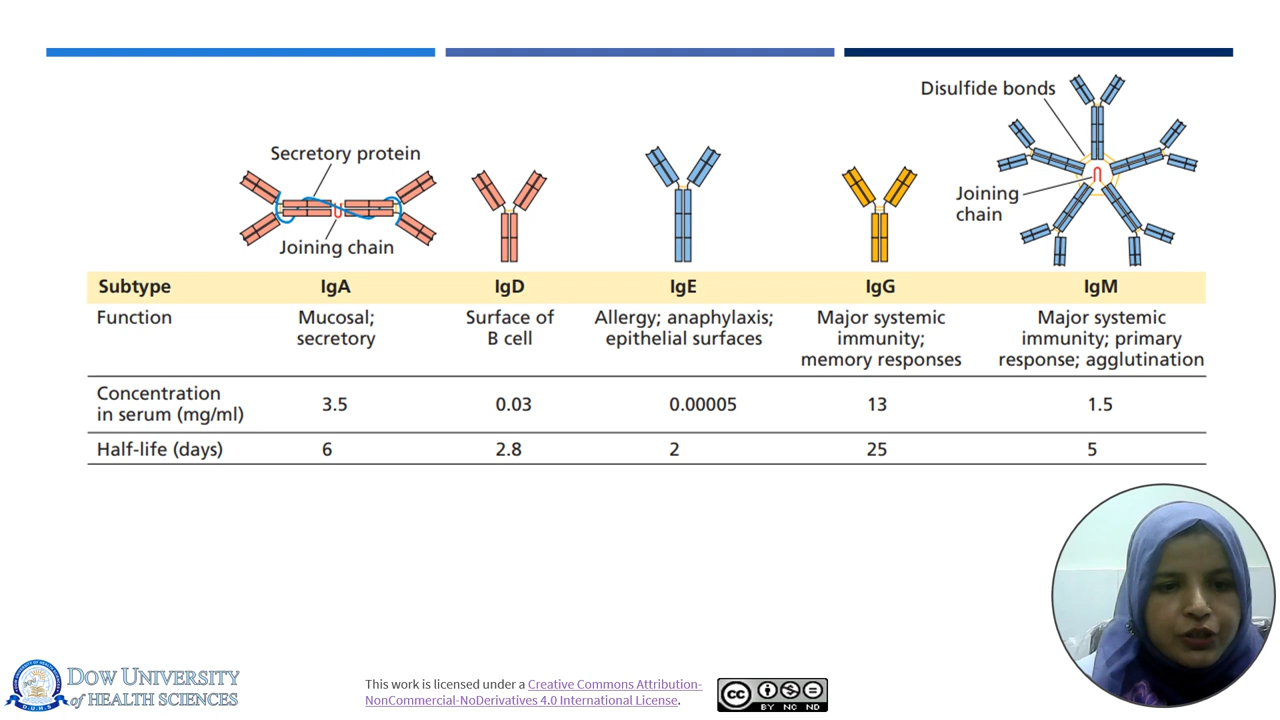 Disulfide bonds
Secretory protein
Joining
chain
Joining chain
Subtype IgA IgD IgE IgG IgM
Function Mucosal; Surface of Allergy; anaphylaxis; Major systemic Major systemic
secretory B cell epithelial surfaces immunity; immunity; primary
memory responses response; agglutination
Concentration
in serum (mg/ml) 3.5 0.03 0.00005 13 1.5
Half-life (days) 6 2.8 2 25 5
DOW UNIVERSITY
of HEALTH SCIENCES
This work is licensed under a Creative Commons Attribution-
NonCommercial-NoDerivatives 4.0 International License.
cc
BY NC ND